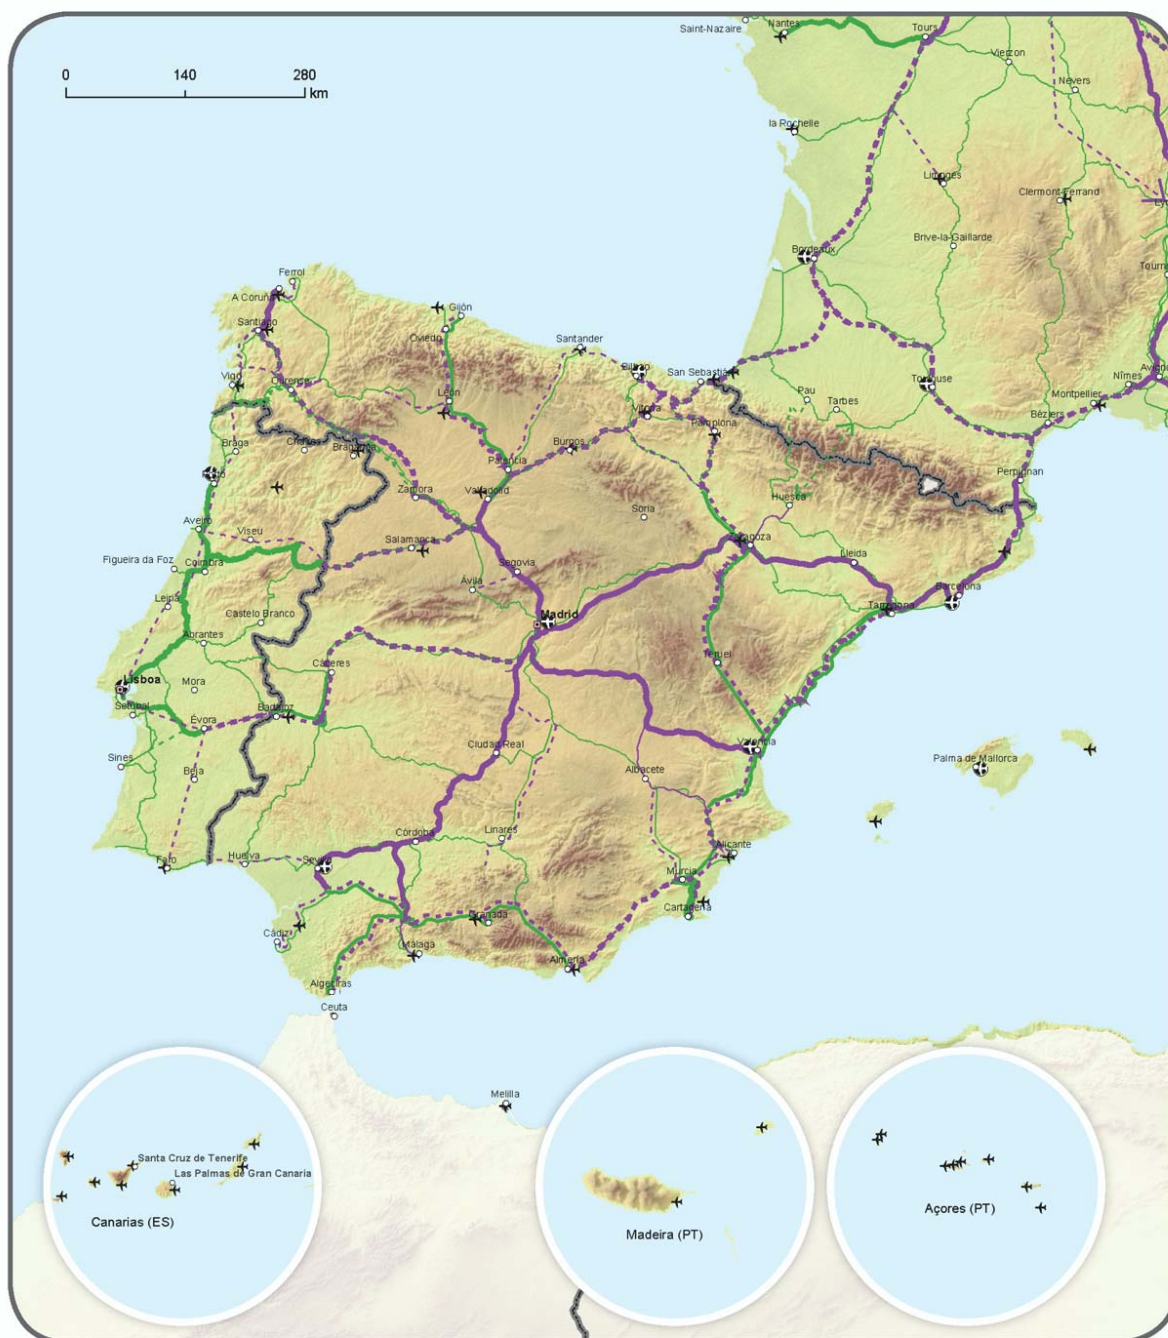 Saint-Nazaire
Nantes
Tours
Vierzon
Nevers
0 140 280
km
la Rochelle
Limoges
Clermont-Ferrand
Bordeaux
Brive-la-Gaillarde
Ferrol
A Coruña
Santiago
Gijón
Oviedo
Santander
Bilbao
San Sebastiá
Vigo
Ourense
León
Vitoria
Pamplona
Pau
Tarbes
Toulouse
Nîmes
Montpellier
Béziers
Braga
Chaves
Bragança
Burgos
Palencia
Perpignan
Zamora
Valladolid
Soria
Huesca
Aveiro
Viseu
Salamanca
Zaragoza
Lleida
Figueira da Foz
Coimbra
Segovia
Ávila
Barcelona
Leiria
Castelo Branco
Madrid
Tarragona
Abrantes
Cáceres
Teruel
Lisboa
Mora
Setúbal
Évora
Badajoz
Sines
Beja
Ciudad Real
Valencia
Albacete
Palma de Mallorca
Faro
Huelva
Sevilla
Córdoba
Linares
Alicante
Murcia
Cartagena
Cádiz
Granada
Málaga
Almería
Algeciras
Ceuta
Melilla
Santa Cruz de Tenerife
Las Palmas de Gran Canaria
Canarias (ES)
Madeira (PT)
Açores (PT)